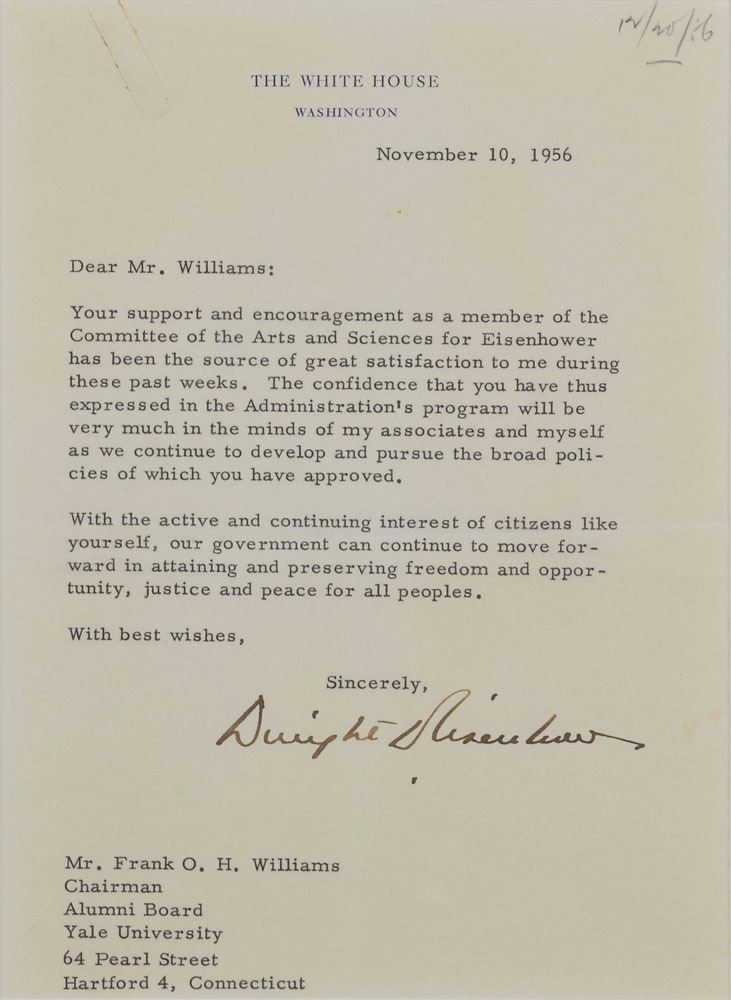 12/20/56
THE WHITE HOUSE
WASHINGTON
November 10, 1956
Dear Mr. Williams:
Your support and encouragement as a member of the
Committee of the Arts and Sciences for Eisenhower
has been the source of great satisfaction to me during
these past weeks. The confidence that you have thus
expressed in the Administration's program will be
very much in the minds of my associates and myself
as we continue to develop and pursue the broad poli-
cies of which you have approved.
With the active and continuing interest of citizens like
yourself, our government can continue to move for-
ward in attaining and preserving freedom and oppor-
tunity, justice and peace for all peoples.
With best wishes,
Sincerely,
Dwight D Eisenhower
Mr. Frank O. H. Williams
Chairman
Alumni Board
Yale University
64 Pearl Street
Hartford 4, Connecticut